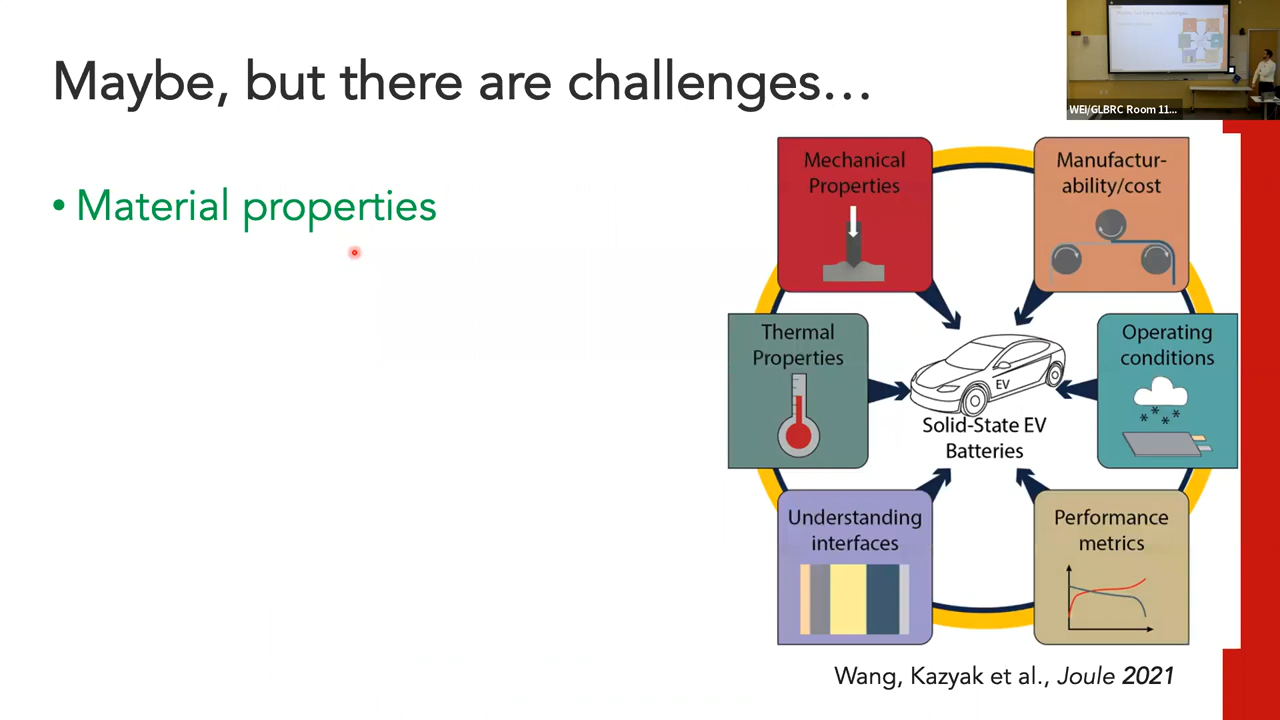 Maybe, but there are challenges…
WEI/GLBRC Room 11...
• Material properties
Mechanical
Properties
Manufactur-
ability/cost
Thermal
Properties
Operating
conditions
EV
Solid-State EV
Batteries
Understanding
interfaces
Performance
metrics
Wang, Kazyak et al., Joule 2021